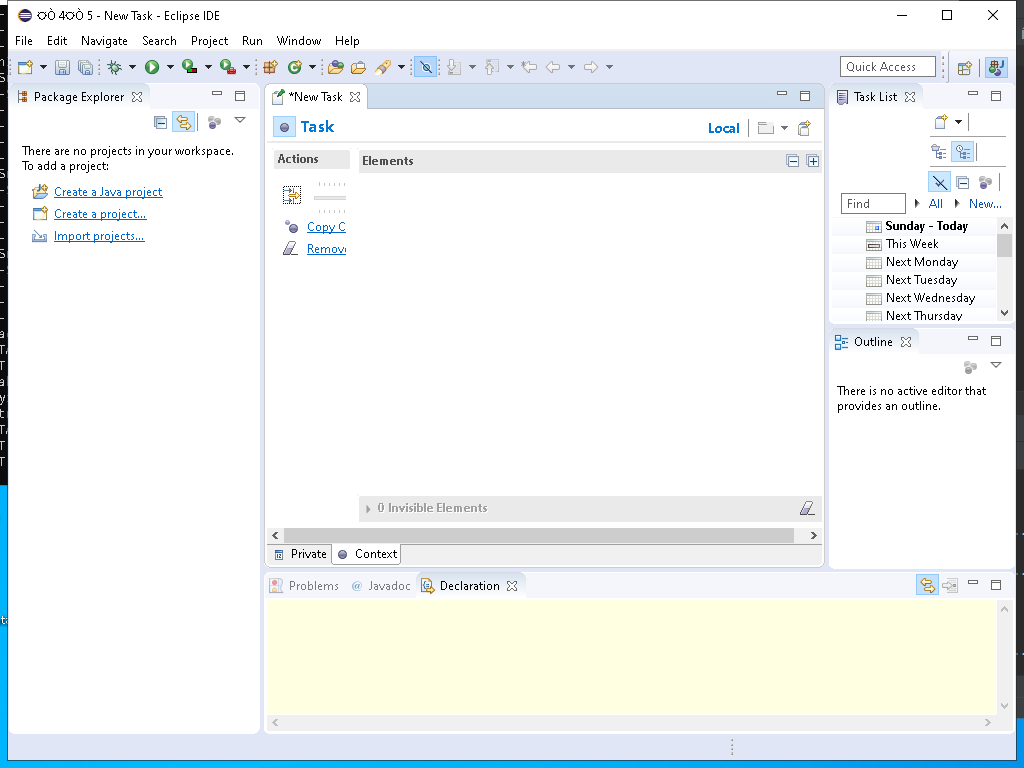 ѸÒ 4ѸÒ 5 - New Task - Eclipse IDE
File Edit Navigate Search Project Run Window Help
Quick Access
Package Explorer
There are no projects in your workspace.
To add a project:
Create a Java project
Create a project...
Import projects...
*New Task
Task
Local
Actions
Elements
Copy C
Remov
0 Invisible Elements
Private Context
Task List
Find All New...
Sunday - Today
This Week
Next Monday
Next Tuesday
Next Wednesday
Next Thursday
Outline
There is no active editor that
provides an outline.
Problems @ Javadoc Declaration